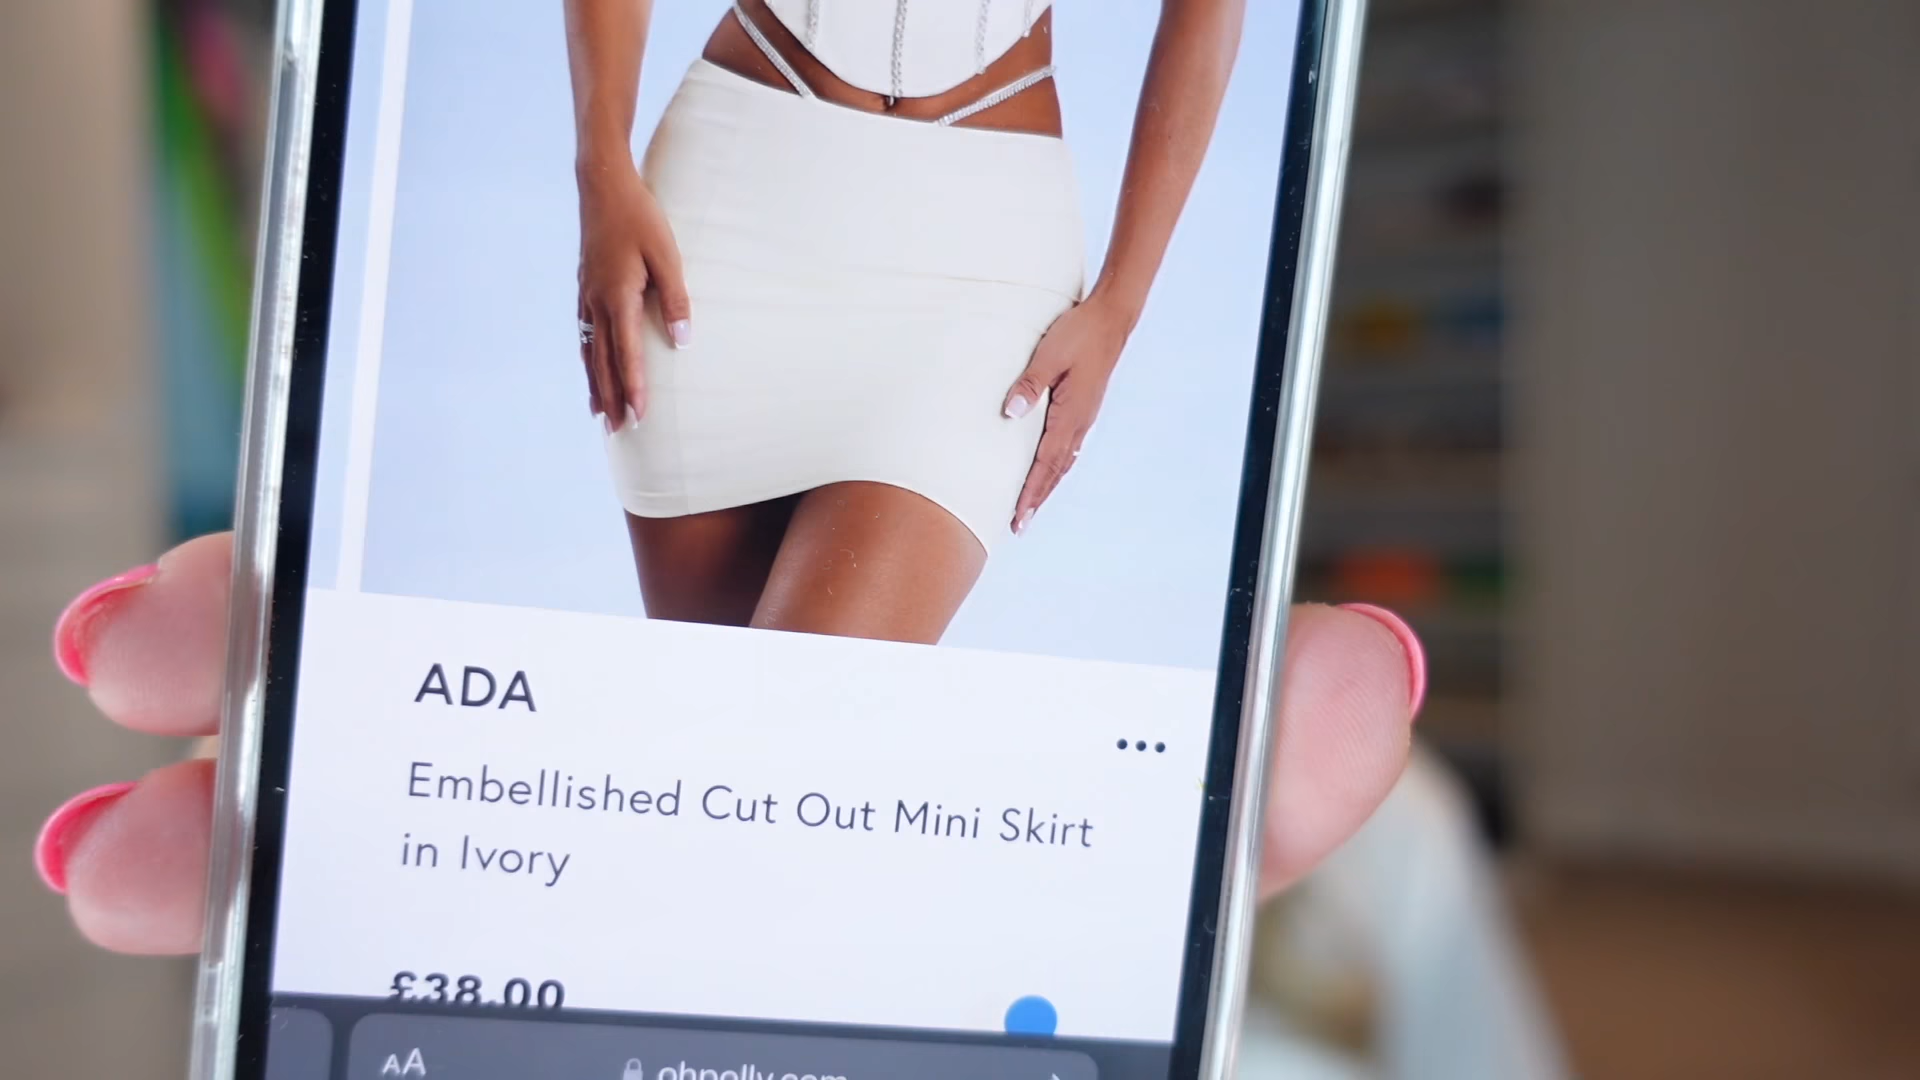 ADA
Embellished Cut Out Mini Skirt
in Ivory
£38.00
AA
ohpolly.com